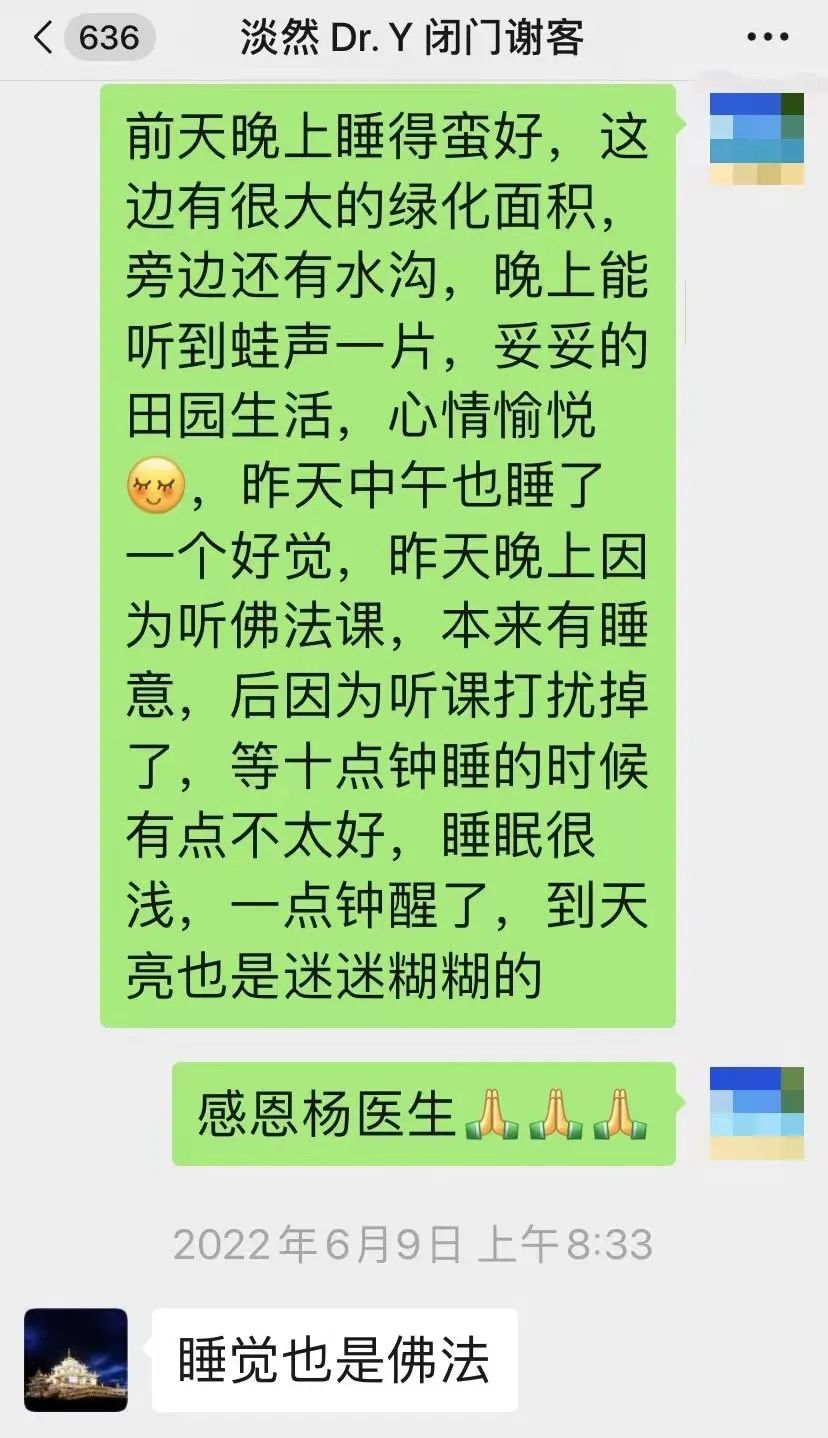 636
淡然 Dr. Y 闭门谢客
前天晚上睡得蛮好，这
边有很大的绿化面积，
旁边还有水沟，晚上能
听到蛙声一片，妥妥的
田园生活，心情愉悦
😌，昨天中午也睡了
一个好觉，昨天晚上因
为听佛法课，本来有睡
意，后因为听课打扰掉
了，等十点钟睡的时候
有点不太好，睡眠很
浅，一点钟醒了，到天
亮也是迷迷糊糊的
感恩杨医生🙏🙏🙏
2022年6月9日 上午8:33
睡觉也是佛法